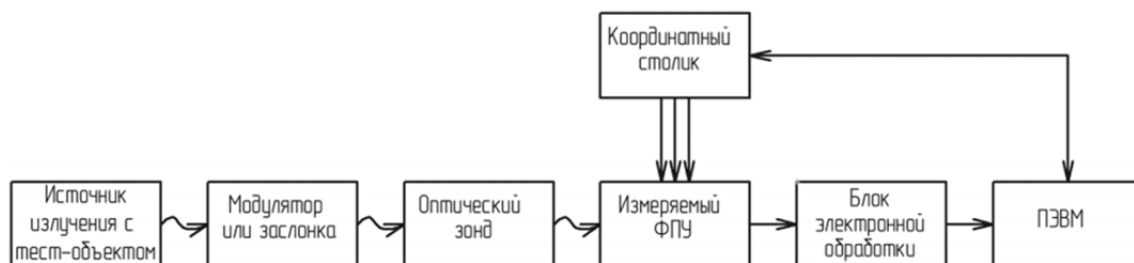 Координатный
столик
Источник
излучения с
тест-объектом
Модулятор
или заслонка
Оптический
зонд
Измеряемый
ФПУ
Блок
электронной
обработки
ПЭВМ